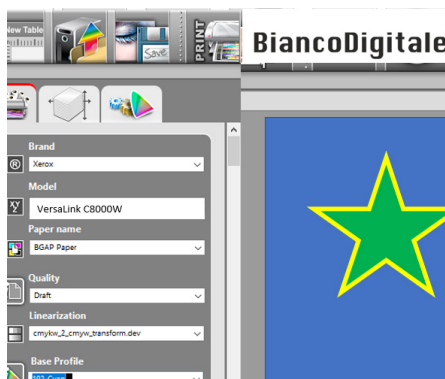 New Table
Save
PRINT
BiancoDigitale
Brand
® Xerox
Model
XYZ VersaLink C8000W
Paper name
BGAP Paper
Quality
Draft
Linearization
cmykw_2_cmyw_transform.dev
Base Profile